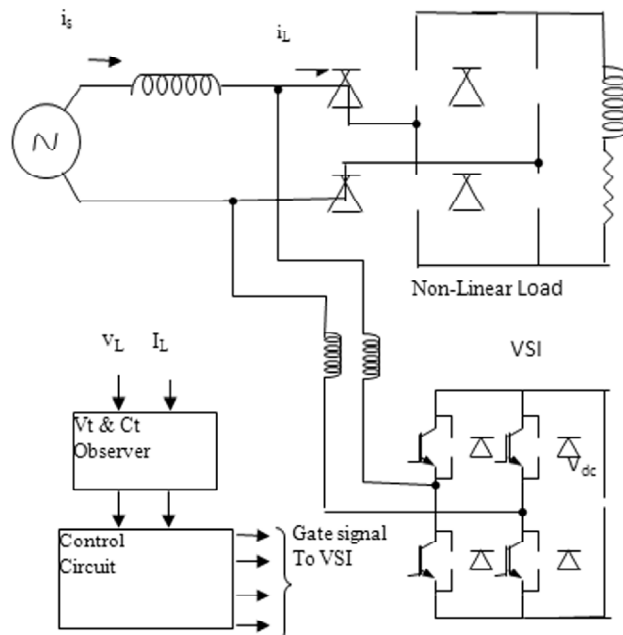 is
iL
Non-Linear Load
VSI
vL IL
Vt & Ct
Observer
Vdc
Control
Circuit
Gate signal
To VSI